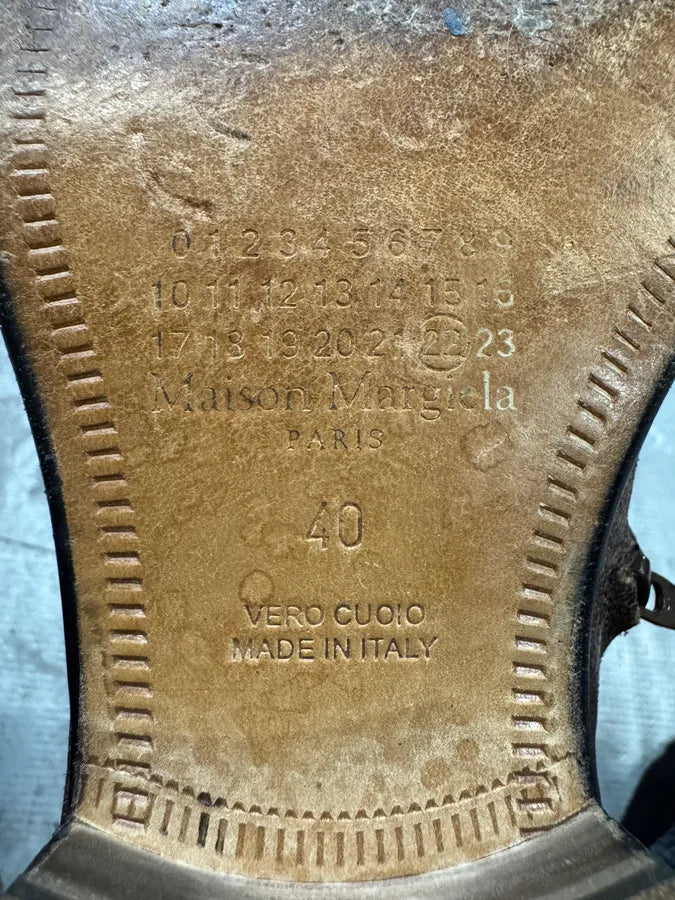 0 1 2 3 4 5 6 7 8 9
10 11 12 13 14 15 16
17 18 19 20 21 22 23
Maison Margiela
PARIS
40
VERO CUOIO
MADE IN ITALY